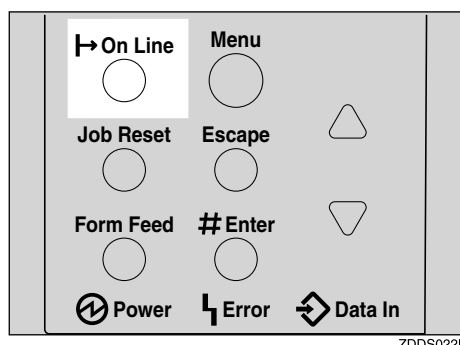 On Line Menu
Job Reset Escape
Form Feed # Enter
Power Error Data In